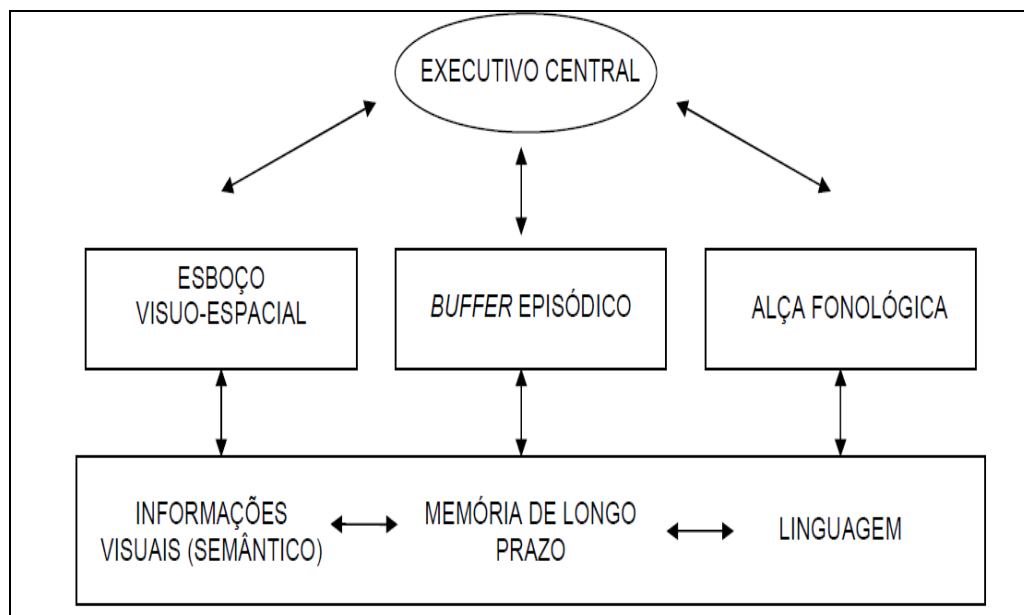 EXECUTIVO CENTRAL
ESBOÇO
VISUO-ESPACIAL
BUFFER EPISÓDICO
ALÇA FONOLÓGICA
INFORMAÇÕES
VISUAIS (SEMÂNTICO)
MEMÓRIA DE LONGO
PRAZO
LINGUAGEM